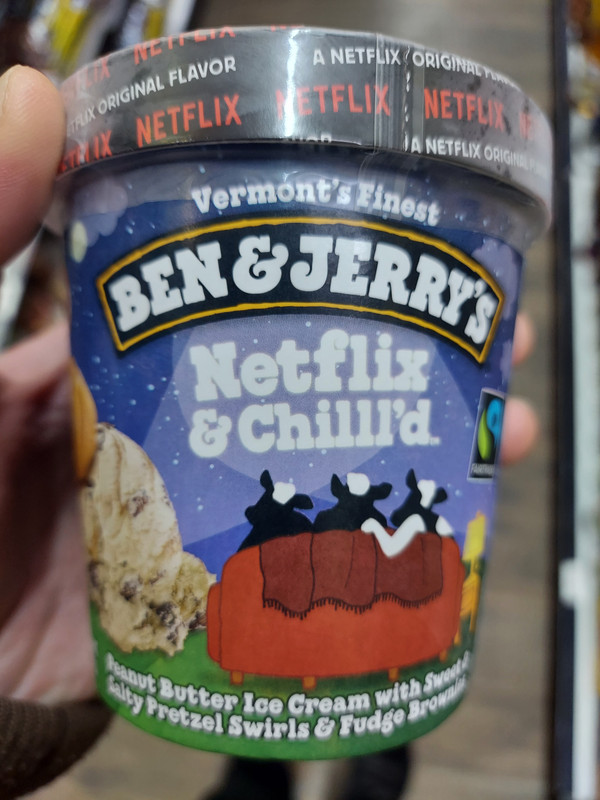 NETFLIX
A NETFLIX ORIGINAL
ORIGINAL FLAVOR
NETFLIX NETFLIX NETFLIX
A NETFLIX ORIGINAL
Vermont's Finest
BEN & JERRY'S
Netflix
& Chilll'd
Peanut Butter Ice Cream with Sweet &
Salty Pretzel Swirls & Fudge Brownies